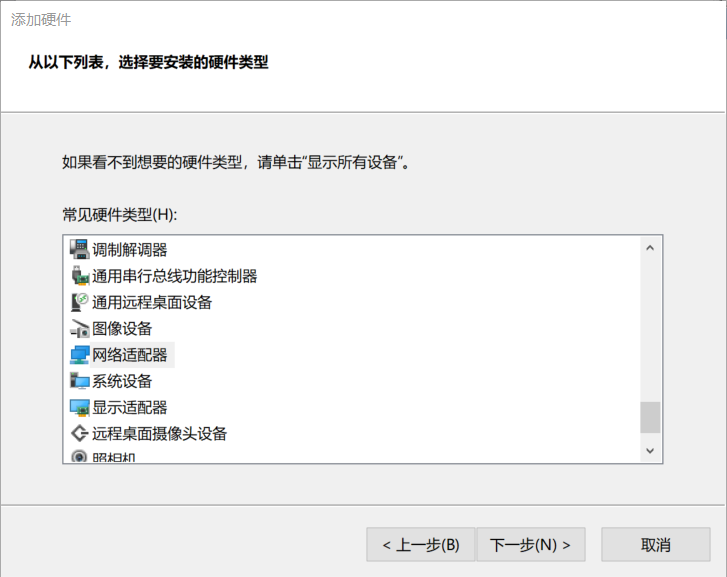 添加硬件
从以下列表，选择要安装的硬件类型
如果看不到想要的硬件类型，请单击“显示所有设备”。
常见硬件类型(H):
调制解调器
通用串行总线功能控制器
通用远程桌面设备
图像设备
网络适配器
系统设备
显示适配器
远程桌面摄像头设备
照相机
< 上一步(B)
下一步(N) >
取消